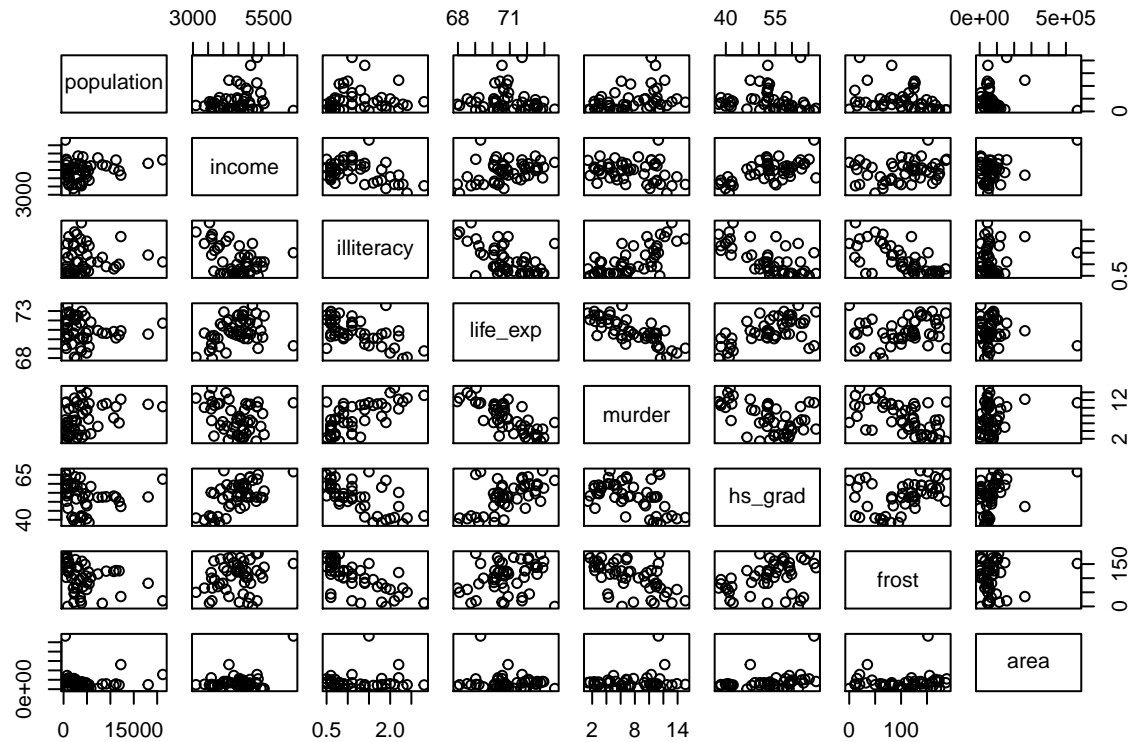 3000 5500
68 71
40 55
0e+00 5e+05
population
0
3000
income
illiteracy
0.5
68 73
life_exp
murder
2 12
40 65
hs_grad
frost
0 150
0e+00
area
0 15000
0.5 2.0
2 8 14
0 100